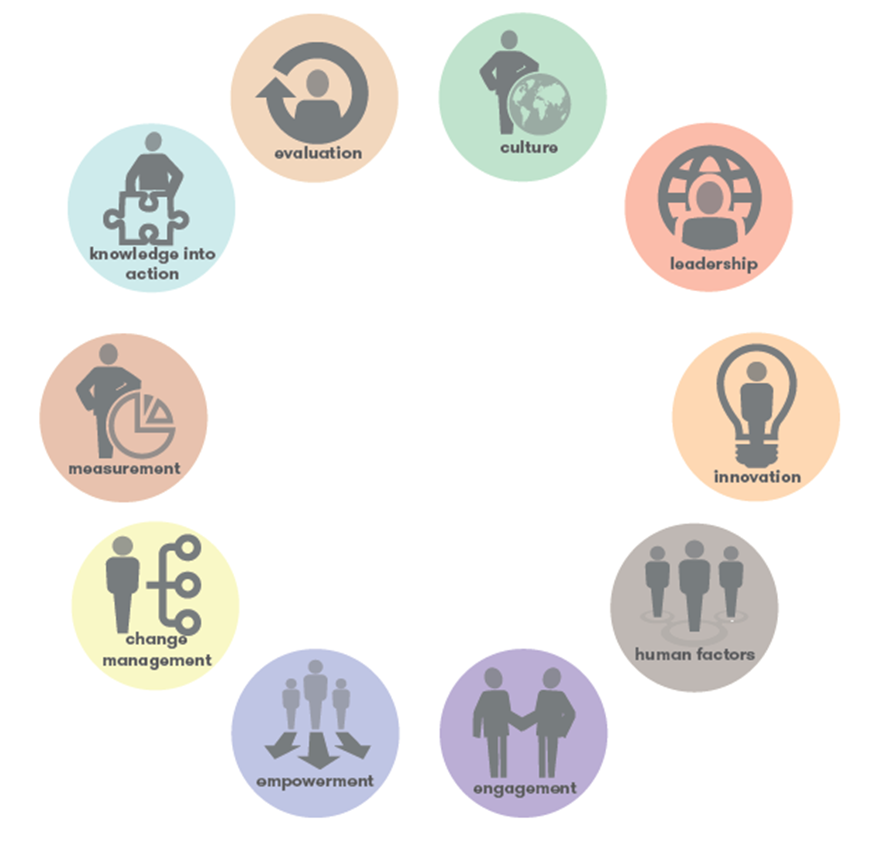 evaluation
culture
knowledge into
action
leadership
measurement
innovation
change
management
human factors
empowerment
engagement